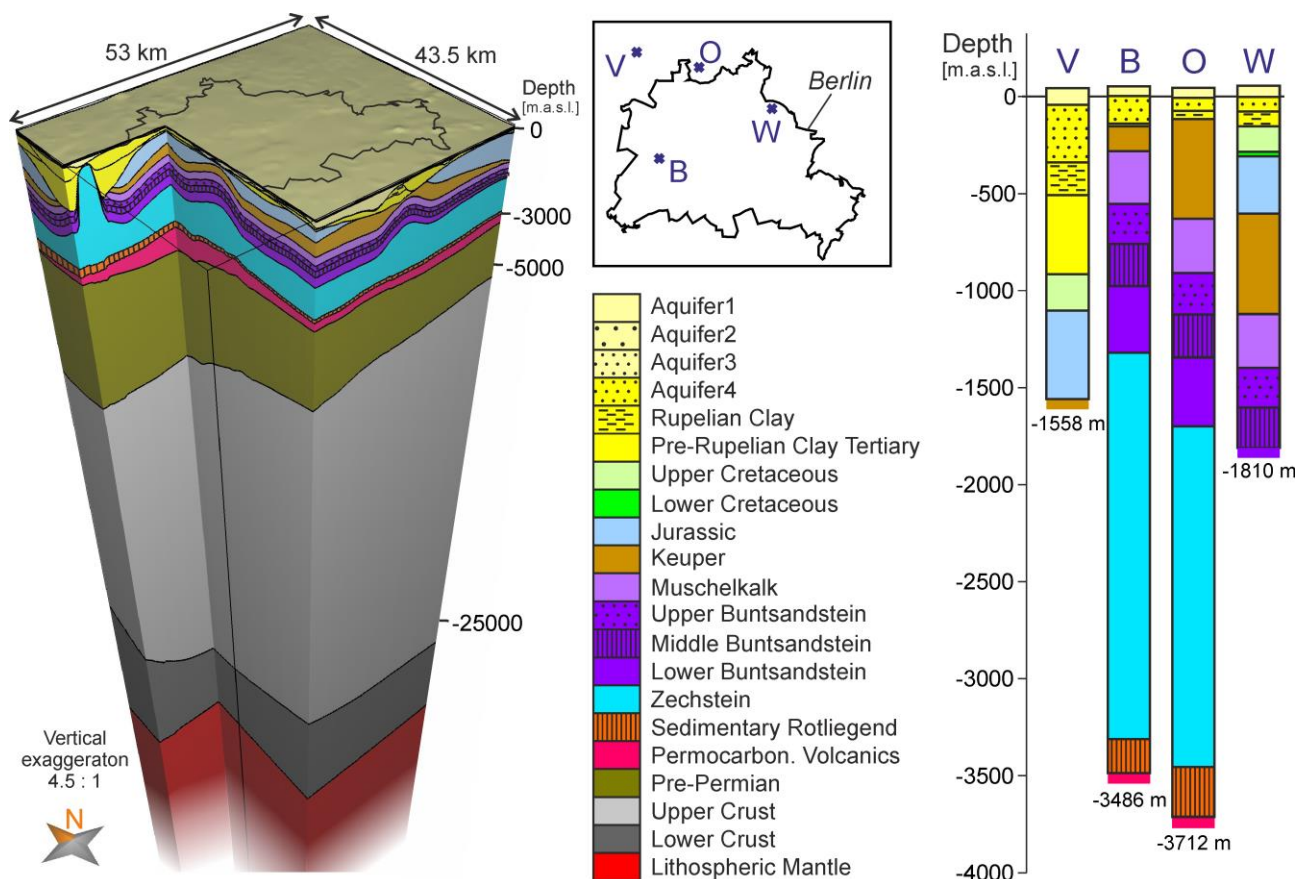 53 km
43.5 km
Depth
[m.a.s.l.]
0
-3000
-5000
-25000
Vertical
exaggeraton
4.5 : 1
N
V
O
W
B
Berlin
Aquifer1
Aquifer2
Aquifer3
Aquifer4
Rupelian Clay
Pre-Rupelian Clay Tertiary
Upper Cretaceous
Lower Cretaceous
Jurassic
Keuper
Muschelkalk
Upper Buntsandstein
Middle Buntsandstein
Lower Buntsandstein
Zechstein
Sedimentary Rotliegend
Permocarbon. Volcanics
Pre-Permian
Upper Crust
Lower Crust
Lithospheric Mantle
Depth
[m.a.s.l.]
V B O W
0
-500
-1000
-1500
-2000
-2500
-3000
-3500
-4000
-1558 m
-1810 m
-3486 m
-3712 m